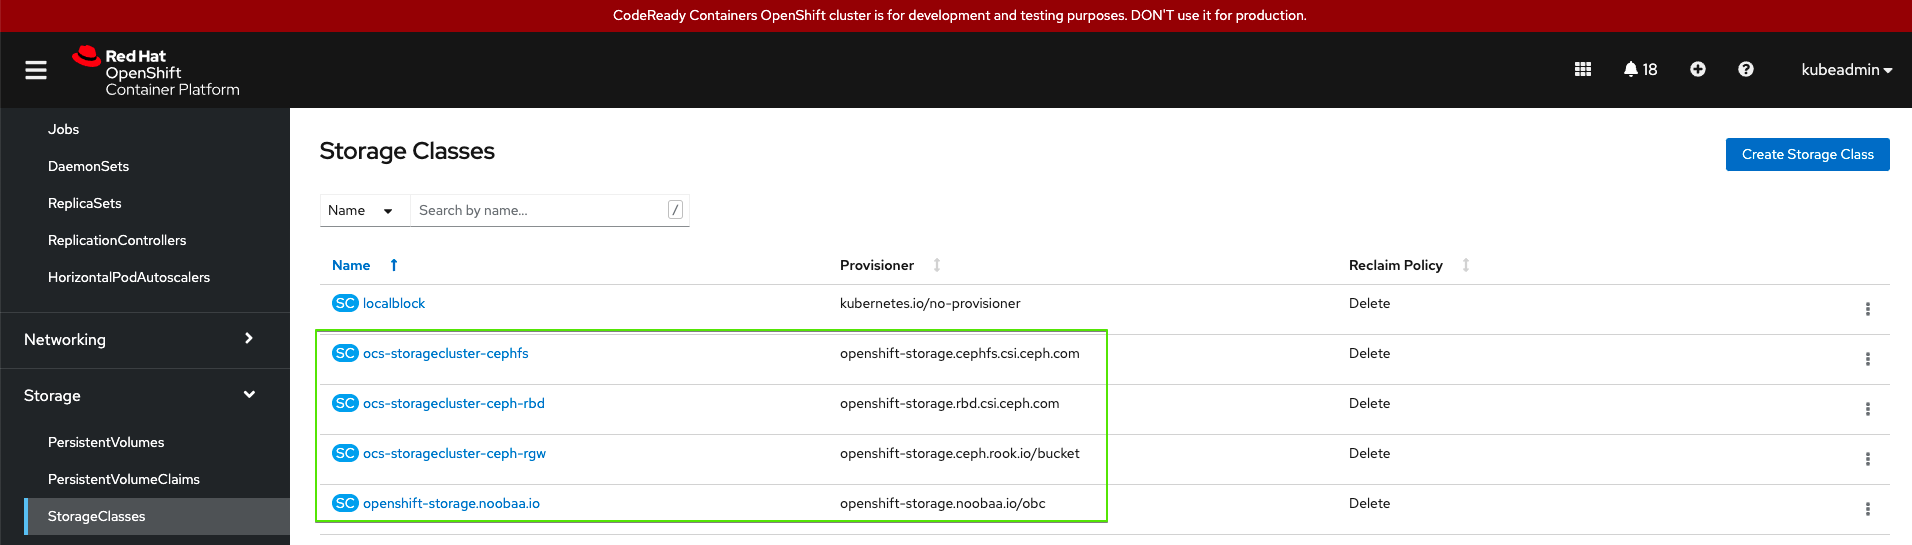 CodeReady Containers OpenShift cluster is for development and testing purposes. DON'T use it for production.
Red Hat
OpenShift
Container Platform
18
kubeadmin
Jobs
DaemonSets
ReplicaSets
ReplicationControllers
HorizontalPodAutoscalers
Networking
Storage
PersistentVolumes
PersistentVolumeClaims
StorageClasses
Storage Classes
Create Storage Class
Name Search by name... /
Name Provisioner Reclaim Policy
SC localblock kubernetes.io/no-provisioner Delete
SC ocs-storagecluster-cephfs openshift-storage.cephfs.csi.ceph.com Delete
SC ocs-storagecluster-ceph-rbd openshift-storage.rbd.csi.ceph.com Delete
SC ocs-storagecluster-ceph-rgw openshift-storage.ceph.rook.io/bucket Delete
SC openshift-storage.noobaa.io openshift-storage.noobaa.io/obc Delete